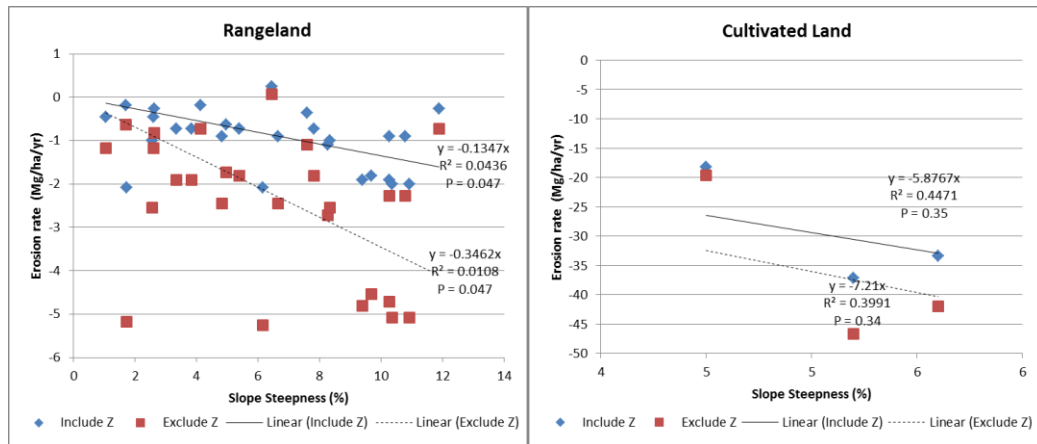 Rangeland
Erosion rate (Mg/ha/yr)
1
0
-1
-2
-3
-4
-5
-6
y = -0.1347x
R² = 0.0436
P = 0.047
y = -0.3462x
R² = 0.0108
P = 0.047
0 2 4 6 8 10 12 14
Slope Steepness (%)
Include Z Exclude Z Linear (Include Z) Linear (Exclude Z)
Cultivated Land
Erosion rate (Mg/ha/yr)
0
-5
-10
-15
-20
-25
-30
-35
-40
-45
-50
y = -5.8767x
R² = 0.4471
P = 0.35
y = -7.21x
R² = 0.3991
P = 0.34
4 5 5 6 6
Slope Steepness (%)
Include Z Exclude Z Linear (Include Z) Linear (Exclude Z)